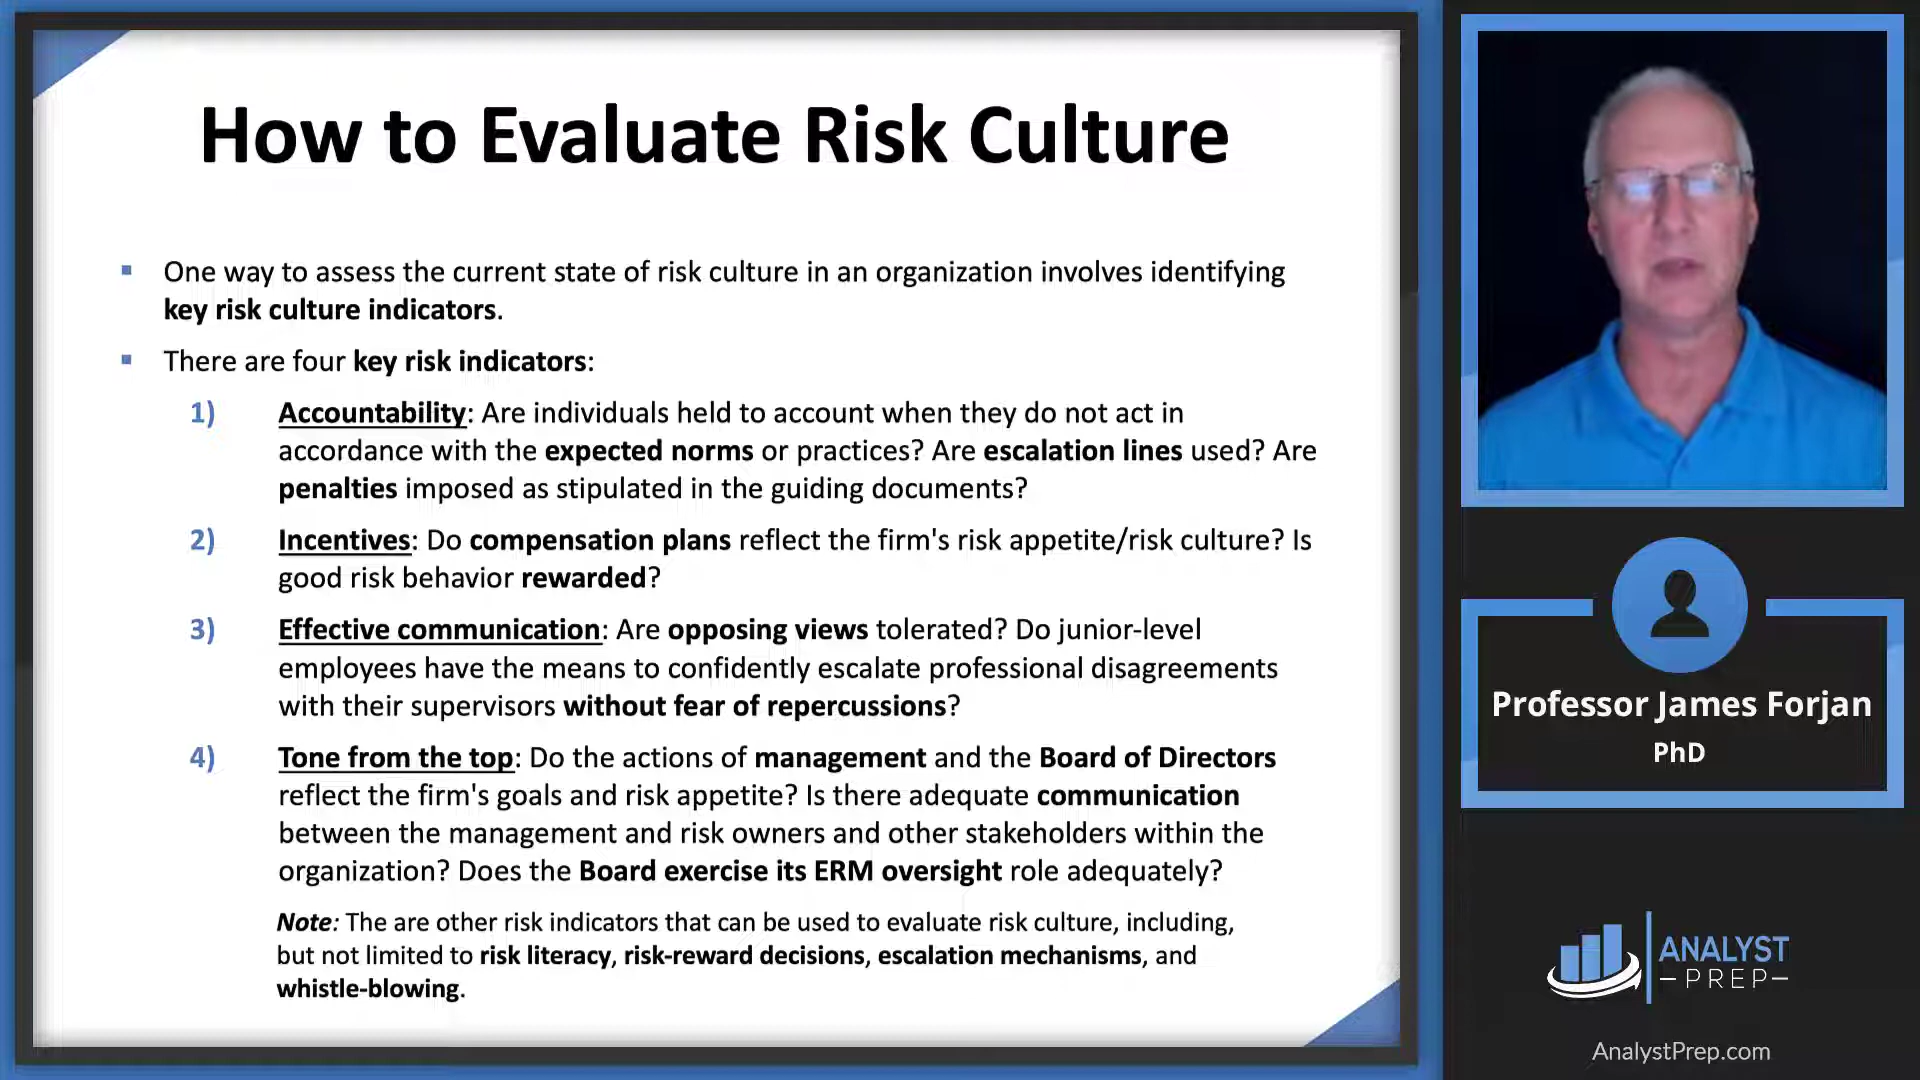 How to Evaluate Risk Culture
One way to assess the current state of risk culture in an organization involves identifying
key risk culture indicators.
There are four key risk indicators:
1) Accountability: Are individuals held to account when they do not act in
accordance with the expected norms or practices? Are escalation lines used? Are
penalties imposed as stipulated in the guiding documents?
2) Incentives: Do compensation plans reflect the firm's risk appetite/risk culture? Is
good risk behavior rewarded?
3) Effective communication: Are opposing views tolerated? Do junior-level
employees have the means to confidently escalate professional disagreements
with their supervisors without fear of repercussions?
4) Tone from the top: Do the actions of management and the Board of Directors
reflect the firm's goals and risk appetite? Is there adequate communication
between the management and risk owners and other stakeholders within the
organization? Does the Board exercise its ERM oversight role adequately?
Note: The are other risk indicators that can be used to evaluate risk culture, including,
but not limited to risk literacy, risk-reward decisions, escalation mechanisms, and
whistle-blowing.
Professor James Forjan
PhD
ANALYST
PREP
AnalystPrep.com